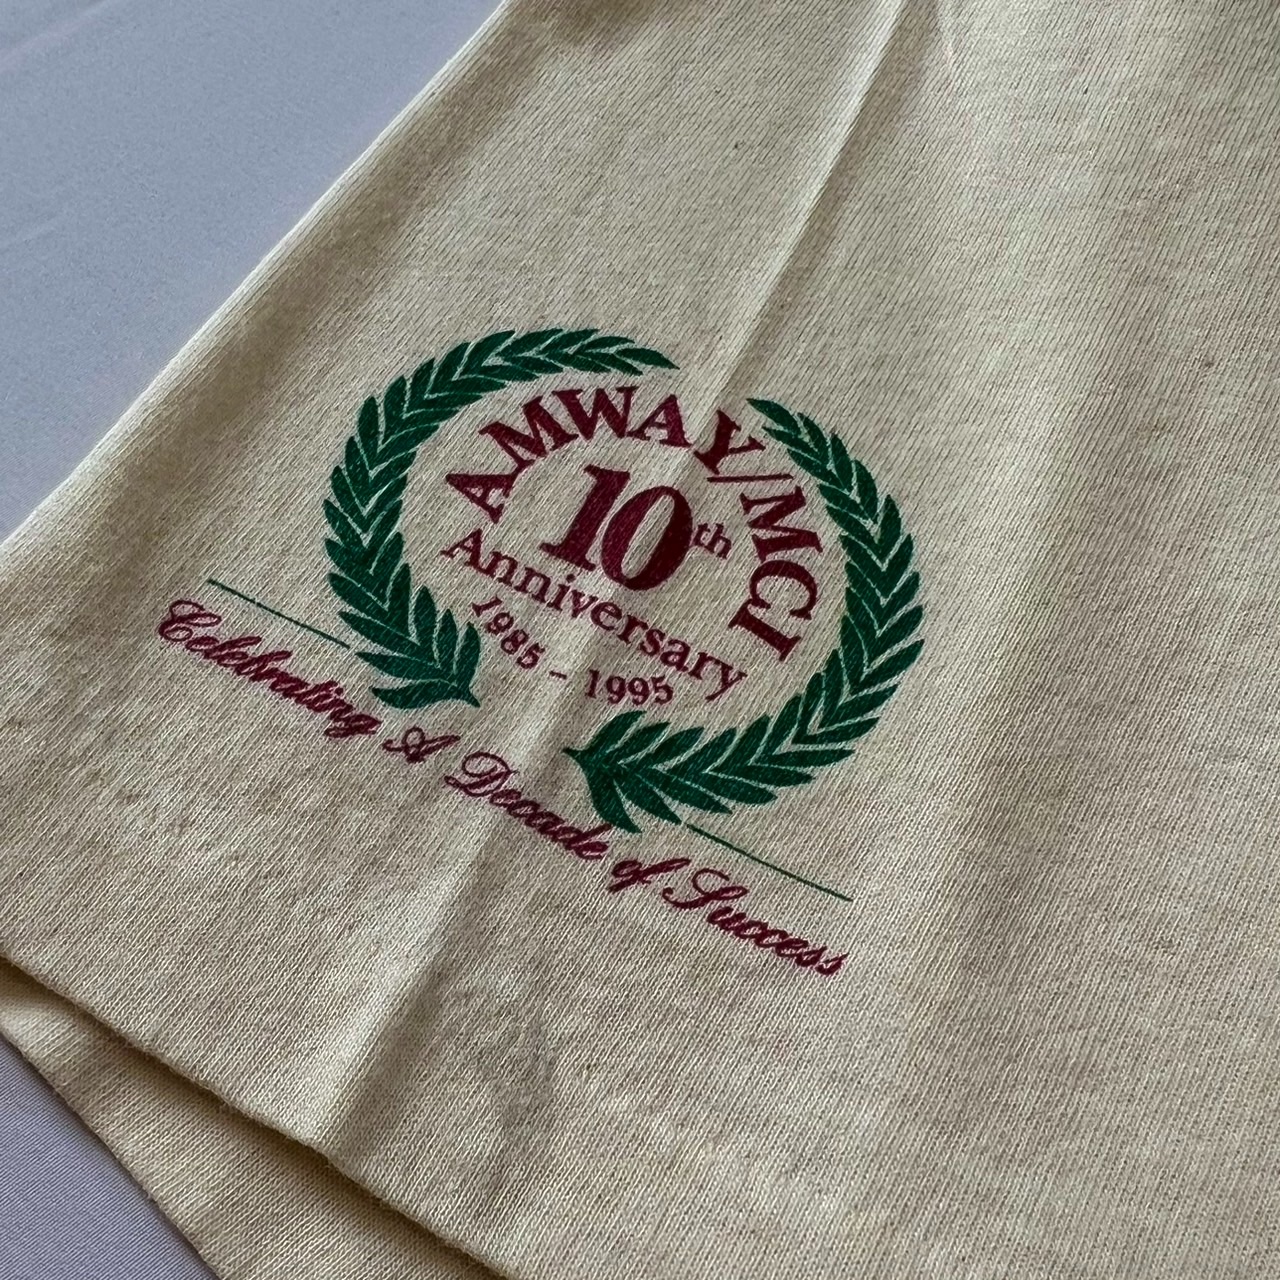 AMWAY/MCI
10th
Anniversary
1985 - 1995
Celebrating A Decade of Success